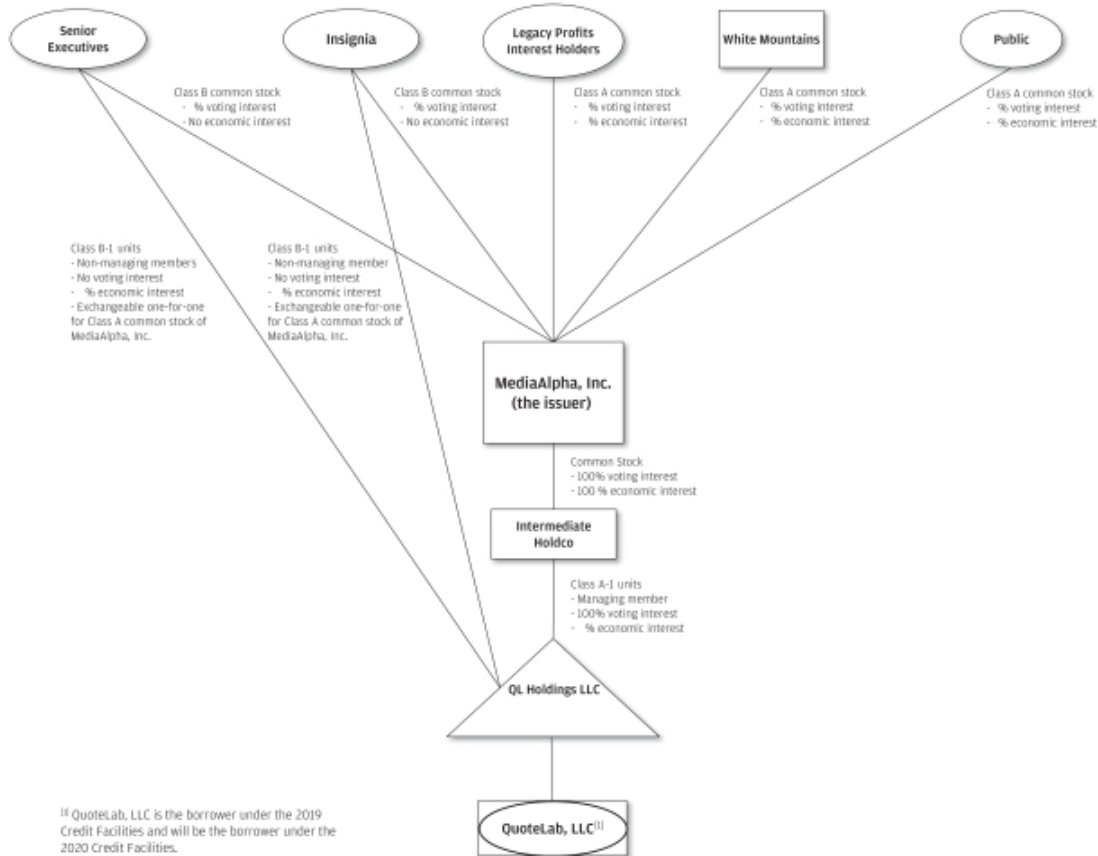 Senior
Executives
Insignia
Legacy Profits
Interest Holders
White Mountains
Public
Class B common stock
- % voting interest
- No economic interest
Class B common stock
- % voting interest
- No economic interest
Class A common stock
- % voting interest
- % economic interest
Class A common stock
- % voting interest
- % economic interest
Class A common stock
- % voting interest
- % economic interest
Class B-1 units
- Non-managing members
- No voting interest
- % economic interest
- Exchangeable one-for-one
for Class A common stock of
MediaAlpha, Inc.
Class B-1 units
- Non-managing member
- No voting interest
- % economic interest
- Exchangeable one-for-one
for Class A common stock of
MediaAlpha, Inc.
MediaAlpha, Inc.
(the issuer)
Common Stock
- 100% voting interest
- 100 % economic interest
Intermediate
Holdco
Class A-1 units
- Managing member
- 100% voting interest
- % economic interest
QL Holdings LLC
QuoteLab, LLC[1]
[1] QuoteLab, LLC is the borrower under the 2019
Credit Facilities and will be the borrower under the
2020 Credit Facilities.